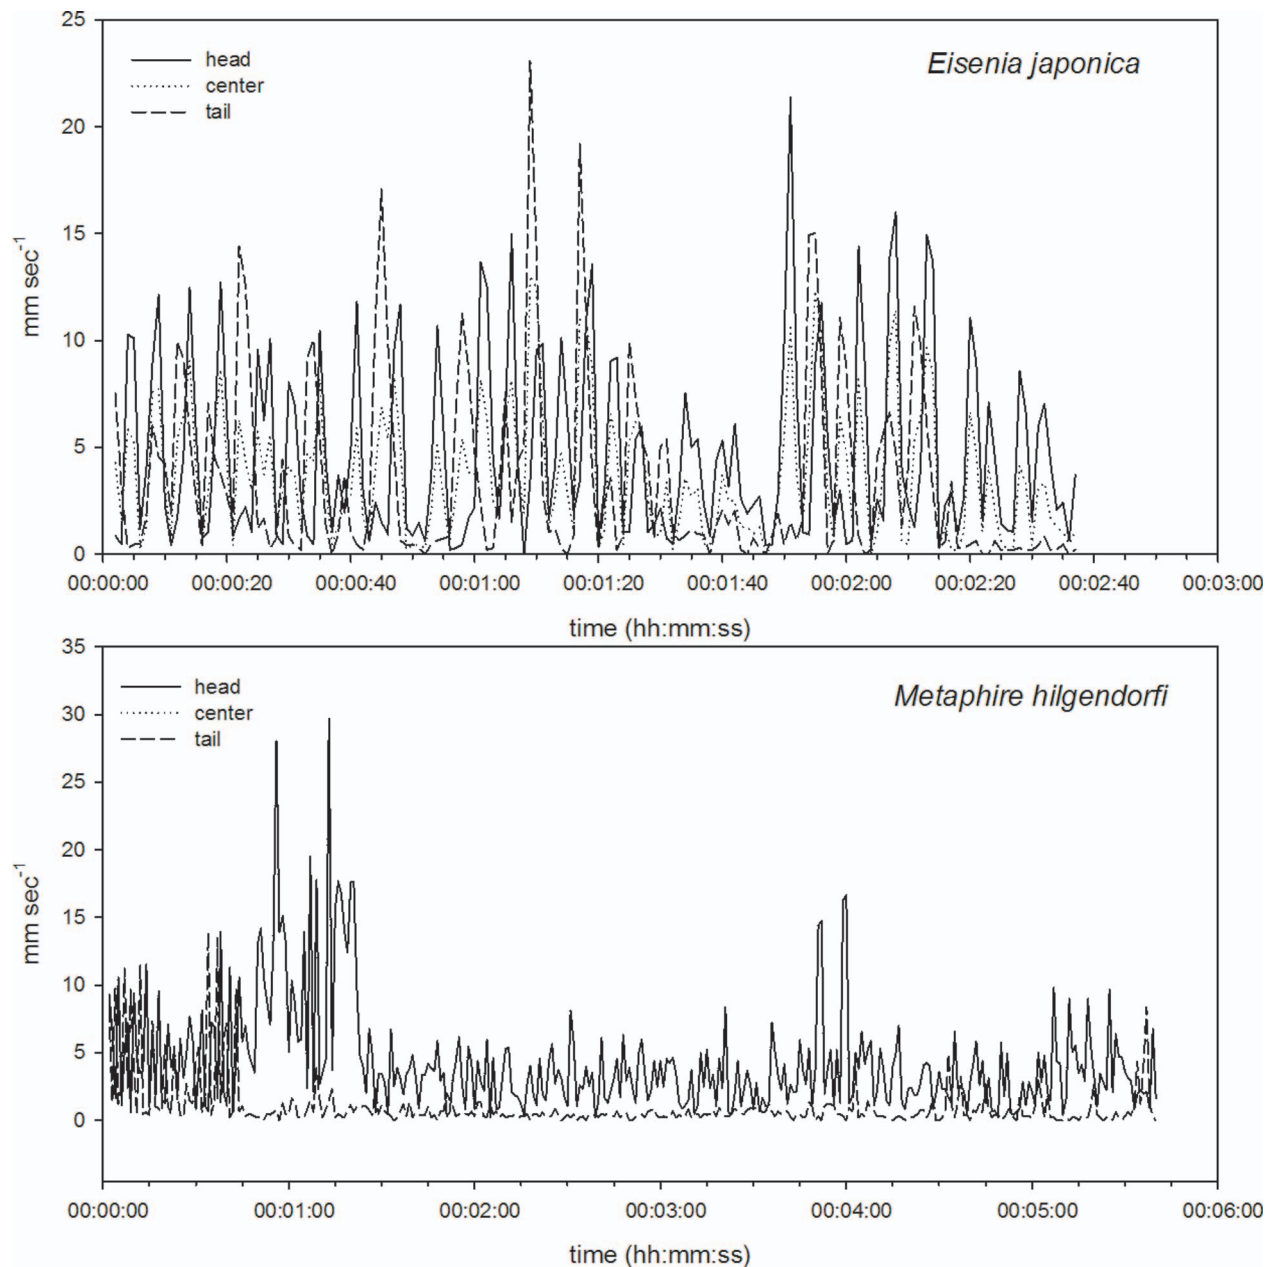 25
20
15
10
5
0
mm sec-1
head
center
tail
Eisenia japonica
00:00:00 00:00:20 00:00:40 00:01:00 00:01:20 00:01:40 00:02:00 00:02:20 00:02:40 00:03:00
time (hh:mm:ss)
35
30
25
20
15
10
5
0
mm sec-1
head
center
tail
Metaphire hilgendorfi
00:00:00 00:01:00 00:02:00 00:03:00 00:04:00 00:05:00 00:06:00
time (hh:mm:ss)